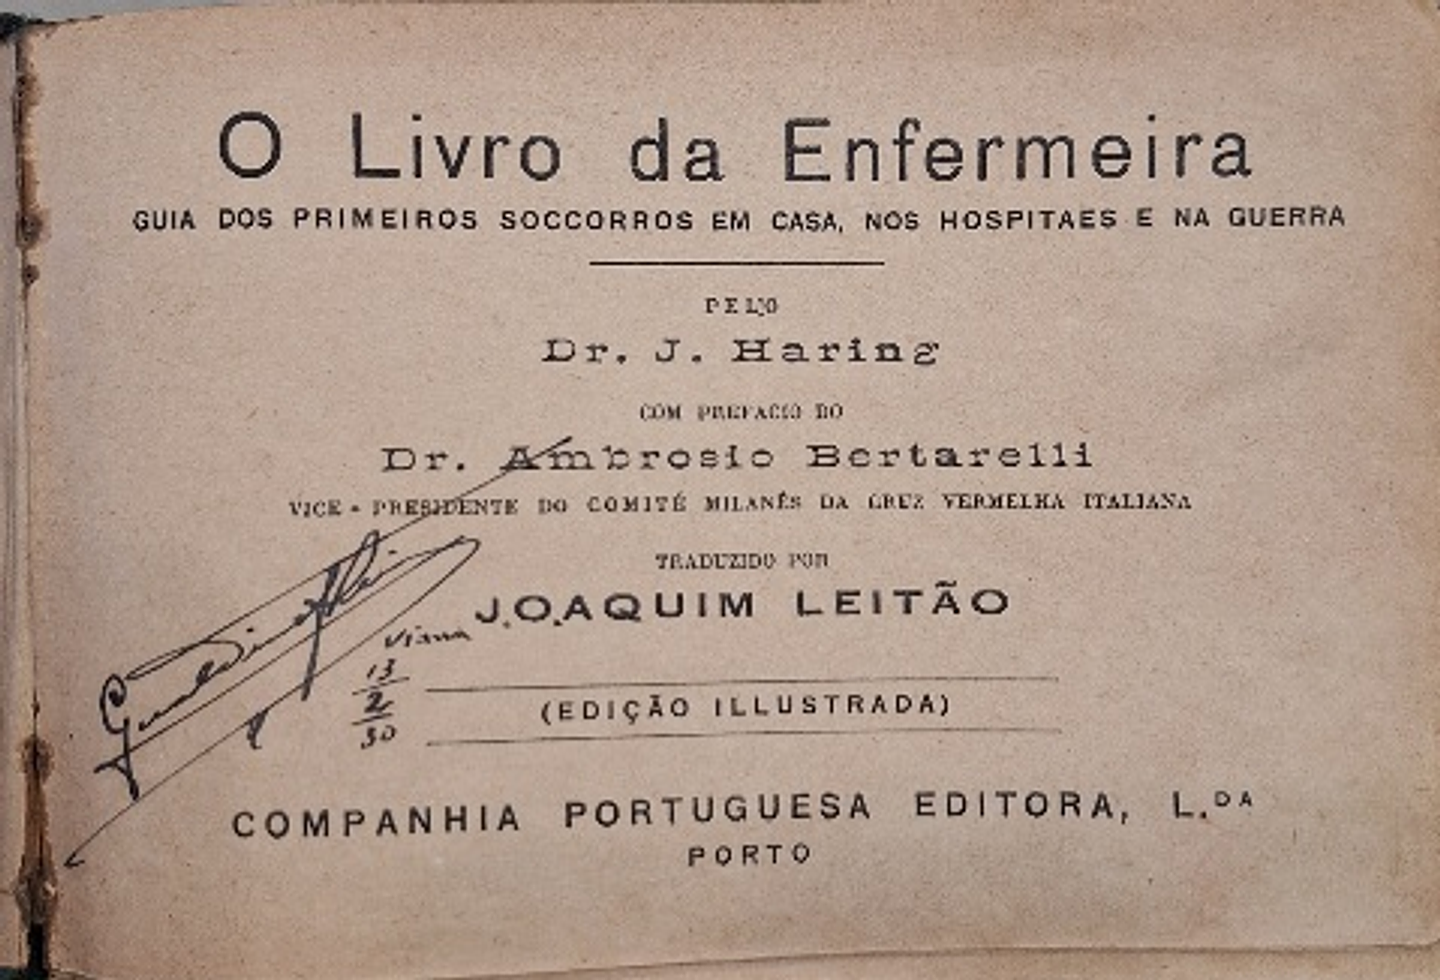 O Livro da Enfermeira
GUIA DOS PRIMEIROS SOCCORROS EM CASA, NOS HOSPITAES E NA GUERRA
PELO
Dr. J. Haring
COM PREFACIO DO
Dr. Ambrosio Bertarelli
VICE-PRESIDENTE DO COMITÉ MILANÊS DA CRUZ VERMELHA ITALIANA
TRADUZIDO POR
JOAQUIM LEITÃO
Viana
13
2
30
(EDIÇÃO ILLUSTRADA)
COMPANHIA PORTUGUESA EDITORA, L.DA
PORTO